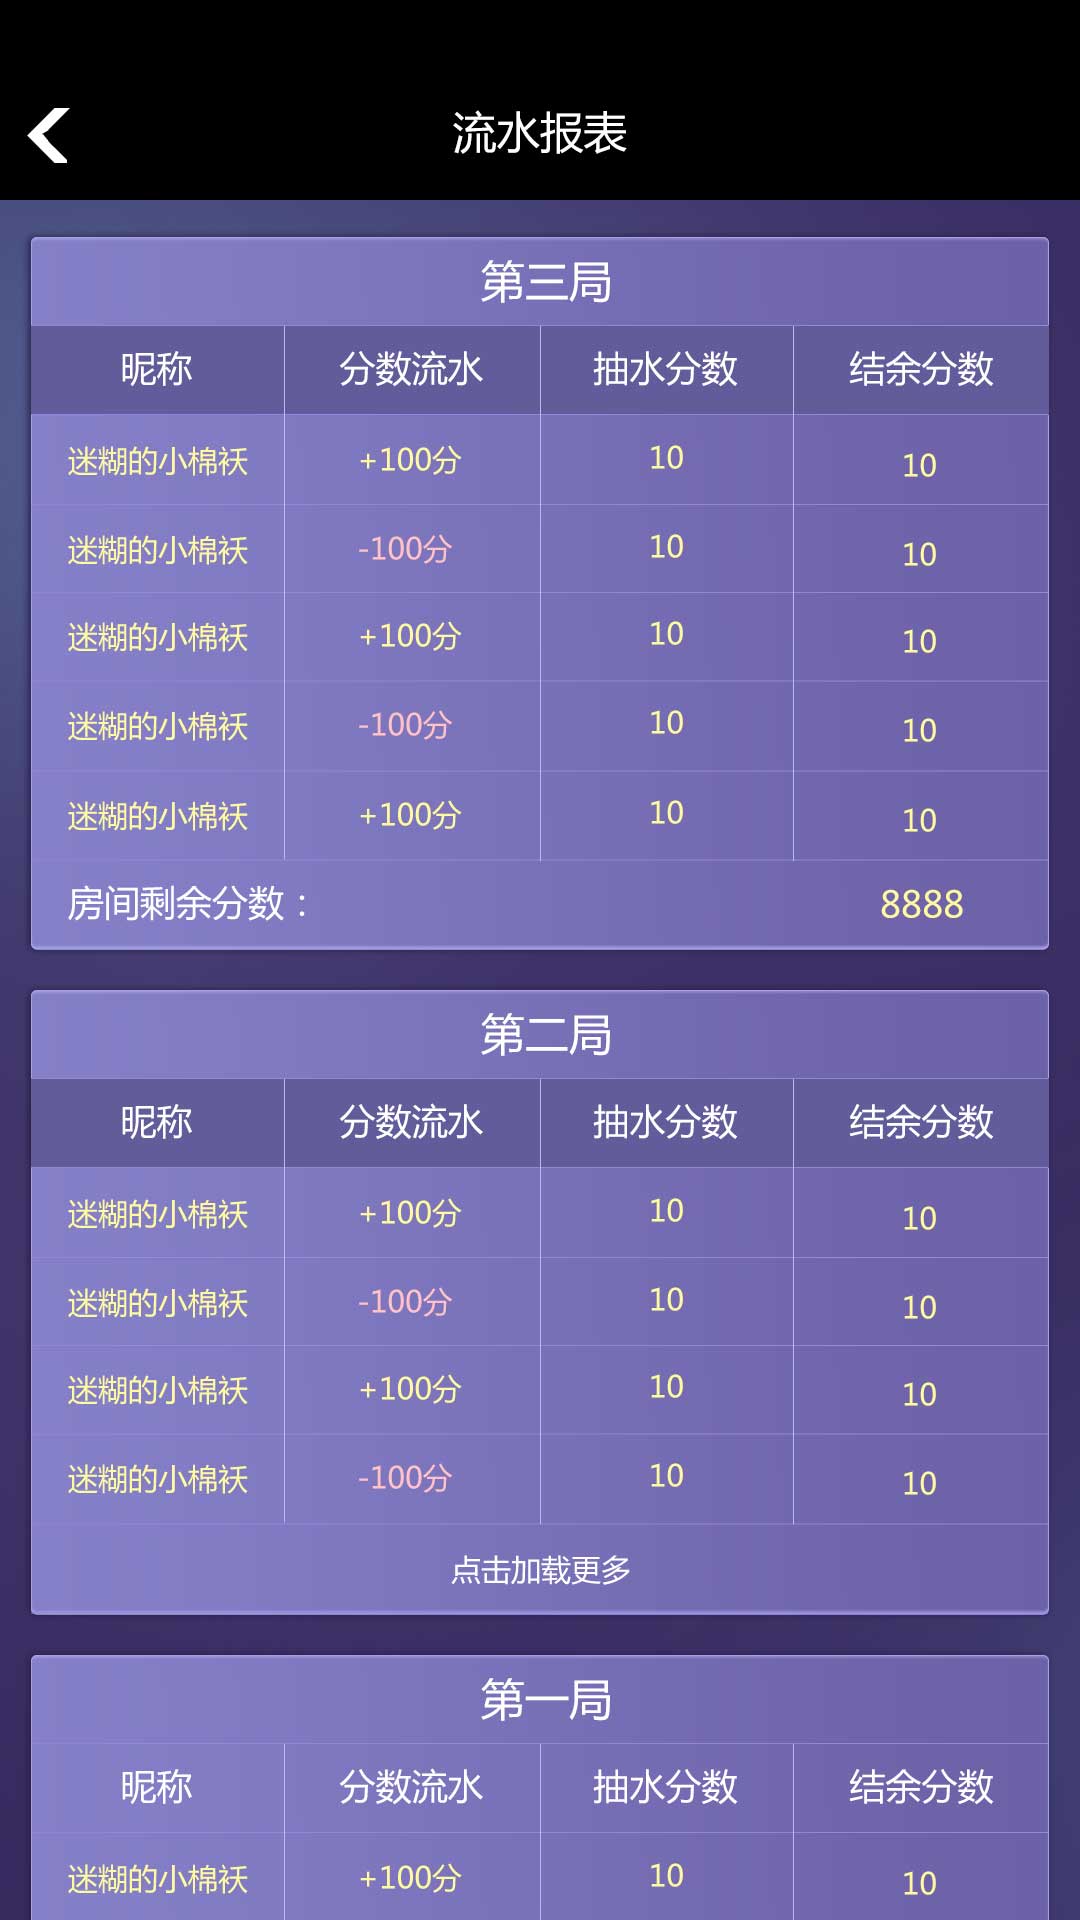 流水报表
第三局
昵称 分数流水 抽水分数 结余分数
迷糊的小棉袄 +100分 10 10
迷糊的小棉袄 -100分 10 10
迷糊的小棉袄 +100分 10 10
迷糊的小棉袄 -100分 10 10
迷糊的小棉袄 +100分 10 10
房间剩余分数： 8888
第二局
昵称 分数流水 抽水分数 结余分数
迷糊的小棉袄 +100分 10 10
迷糊的小棉袄 -100分 10 10
迷糊的小棉袄 +100分 10 10
迷糊的小棉袄 -100分 10 10
点击加载更多
第一局
昵称 分数流水 抽水分数 结余分数
迷糊的小棉袄 +100分 10 10